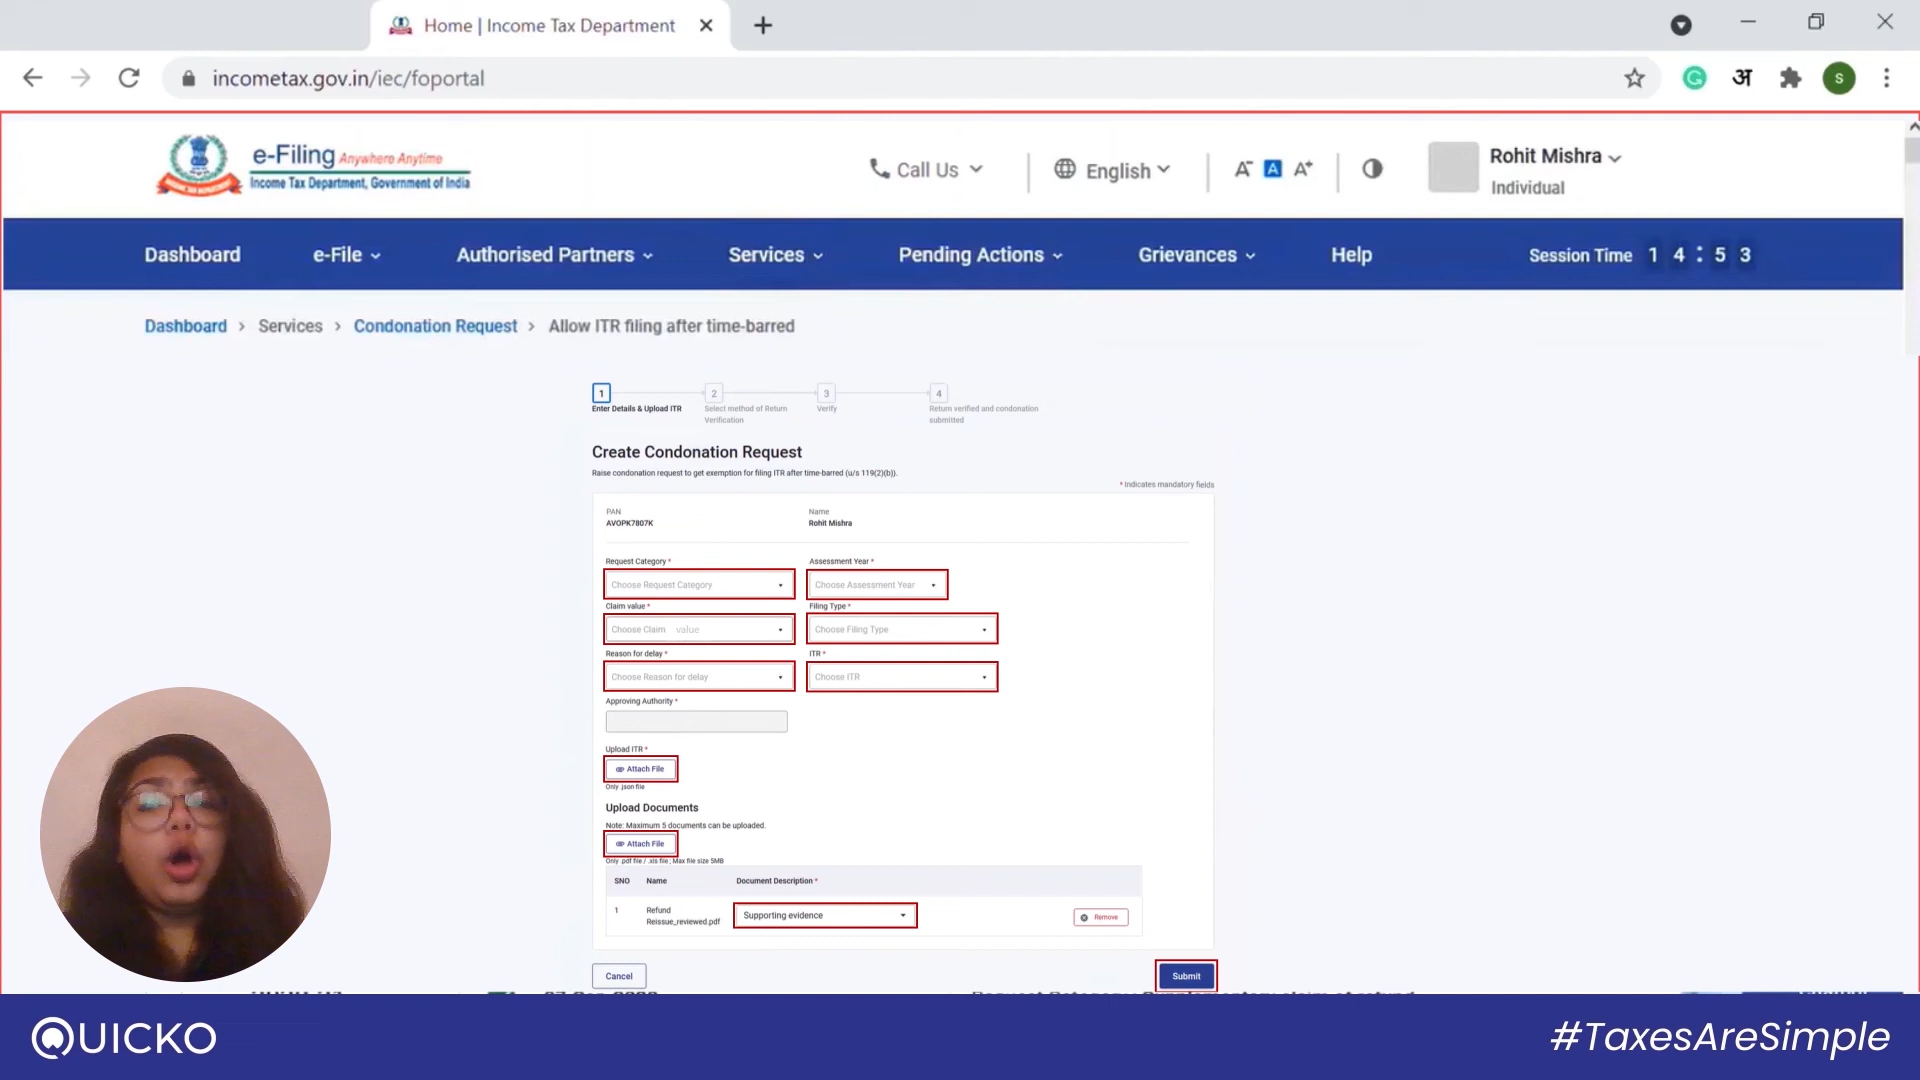 Home | Income Tax Department
incometax.gov.in/iec/foportal
G
अ
S
e-Filing Anywhere Anytime
Income Tax Department, Government of India
Call Us
English
A- A A+
Rohit Mishra
Individual
Dashboard e-File Authorised Partners Services Pending Actions Grievances Help Session Time 1 4 : 5 3
Dashboard > Services > Condonation Request > Allow ITR filing after time-barred
1 2 3 4
Enter Details & Upload ITR
Select method of Return
Verification
Verify
Return verified and condonation
submitted
Create Condonation Request
Raise condonation request to get exemption for filing ITR after time-barred (u/s 119(2)(b)).
* Indicates mandatory fields
PAN Name
AVOPK7807K Rohit Mishra
Request Category * Assessment Year *
Choose Request Category Choose Assessment Year
Claim value * Filing Type *
Choose Claim value Choose Filing Type
Reason for delay * ITR *
Choose Reason for delay Choose ITR
Approving Authority *
Upload ITR *
Attach File
Only .json file
Upload Documents
Note: Maximum 5 documents can be uploaded.
Attach File
Only .pdf file / .xls file ; Max file size 5MB
SNO Name Document Description *
1 Refund
Reissue_reviewed.pdf
Supporting evidence
Remove
Cancel Submit
QUICKO
#TaxesAreSimple